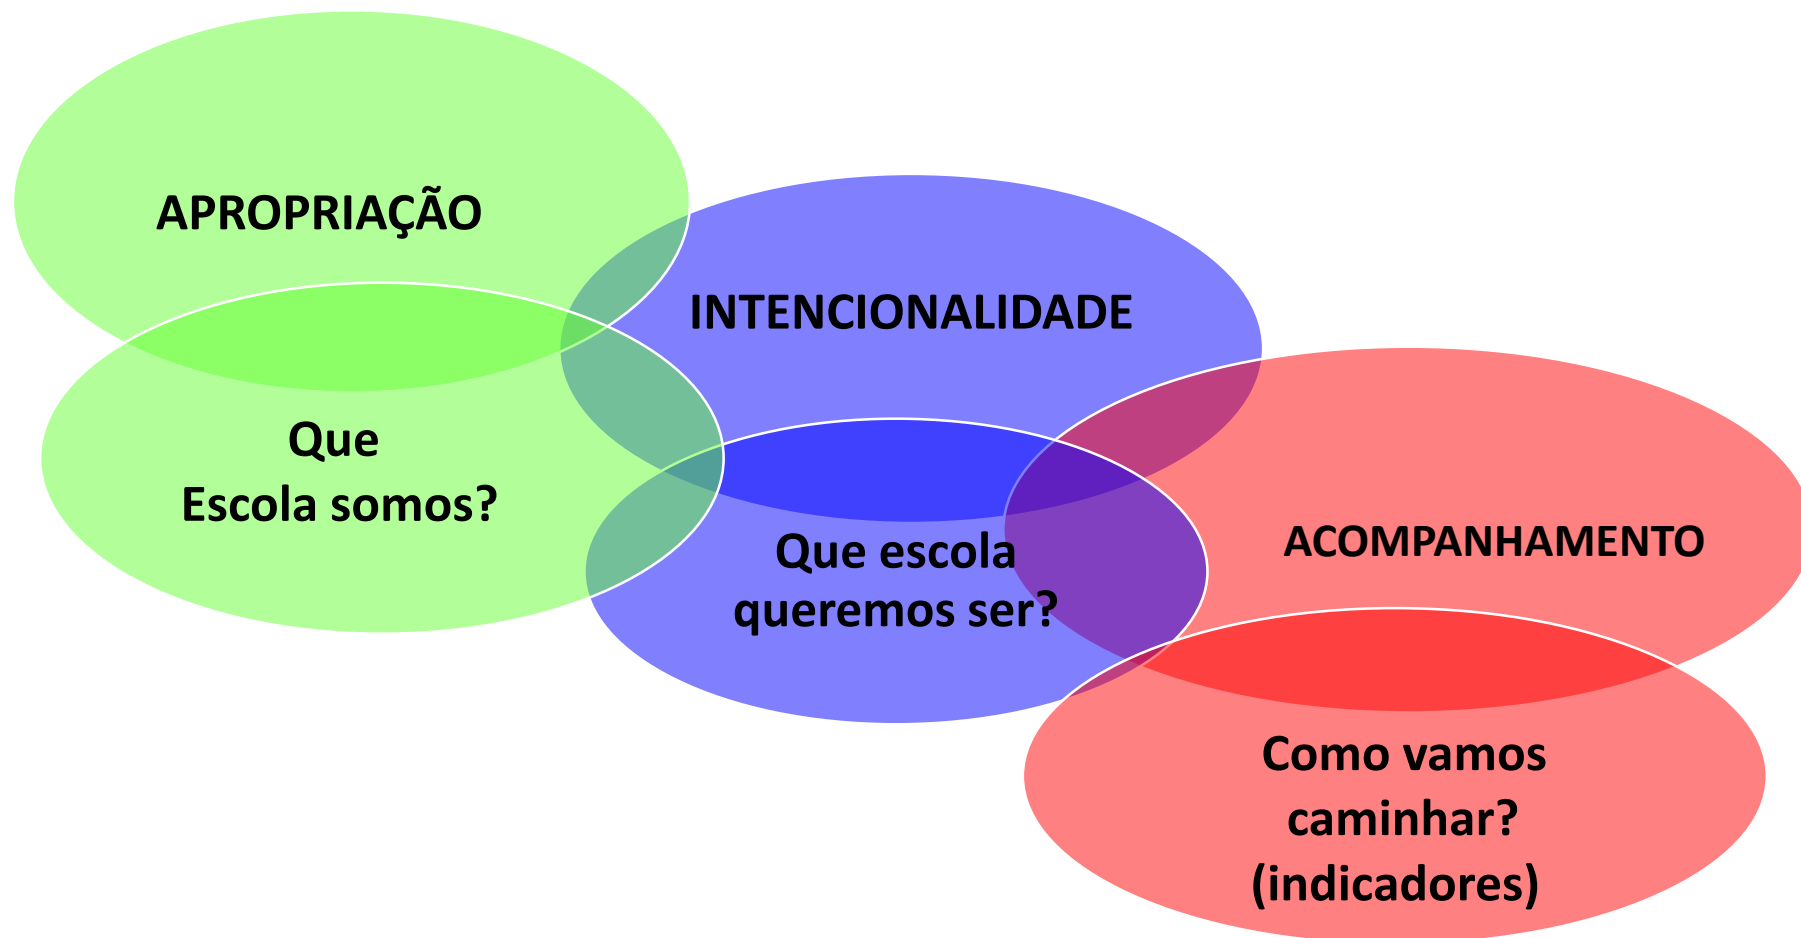 APROPRIAÇÃO
Que
Escola somos?
INTENCIONALIDADE
Que escola
queremos ser?
ACOMPANHAMENTO
Como vamos
caminhar?
(indicadores)